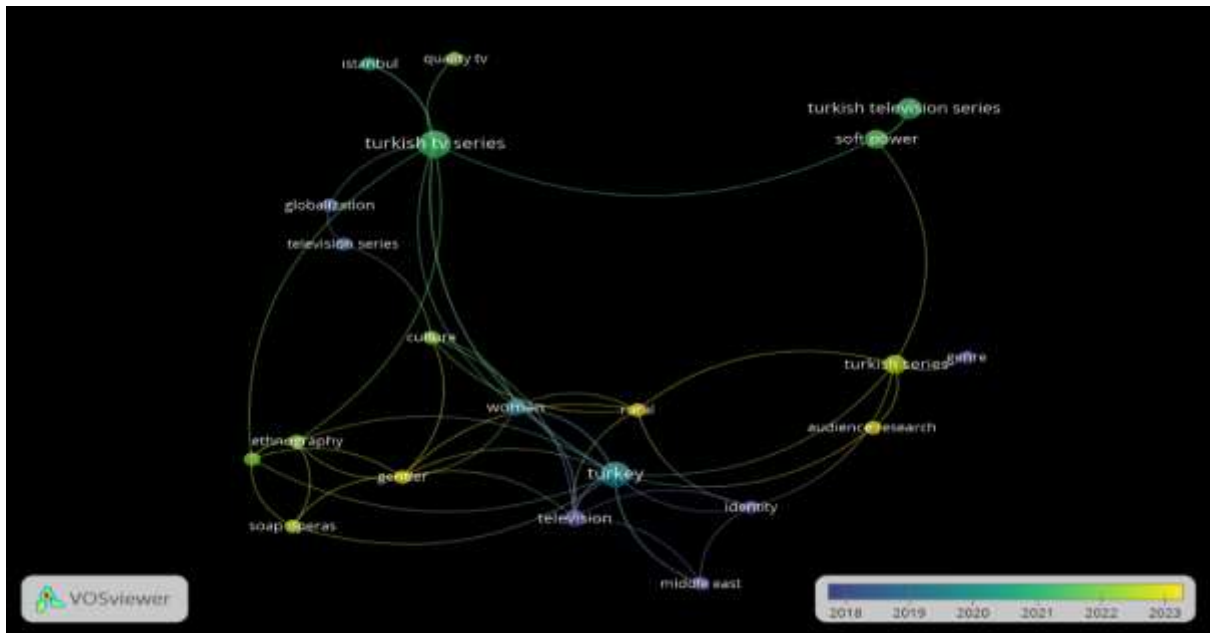 istanbul
quality tv
turkish tv series
turkish television series
soft power
globalization
television series
culture
turkish series
genre
women
rural
audience research
ethnography
gender
turkey
soap operas
television
identity
middle east
VOSviewer
2018 2019 2020 2021 2022 2023